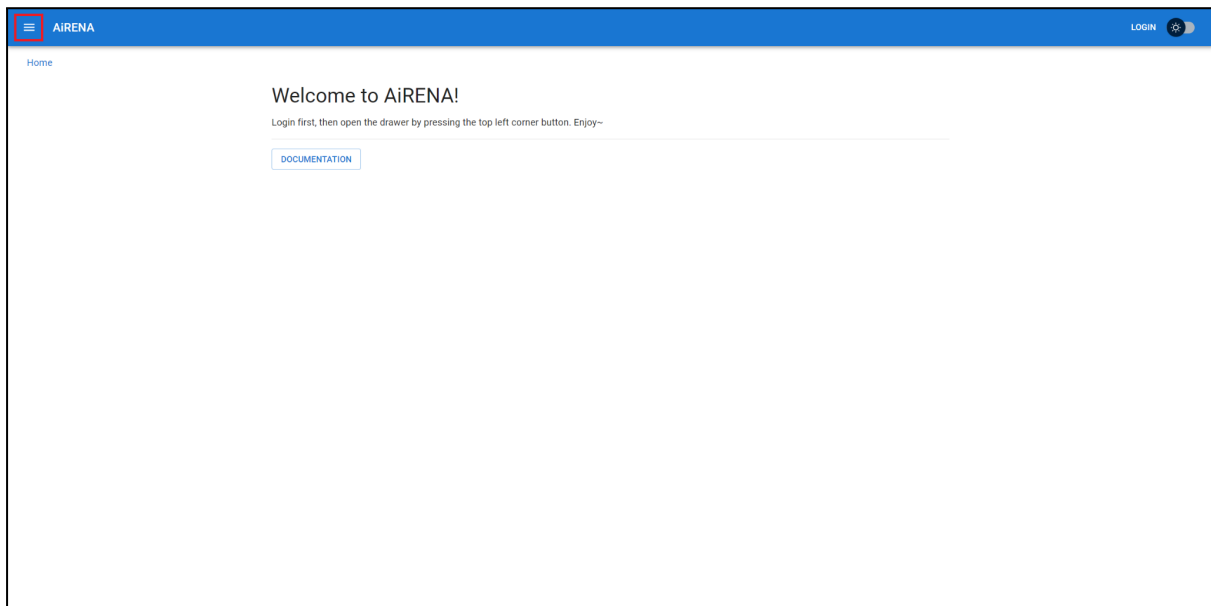 AiRENA
LOGIN
Home
Welcome to AiRENA!
Login first, then open the drawer by pressing the top left corner button. Enjoy~
DOCUMENTATION